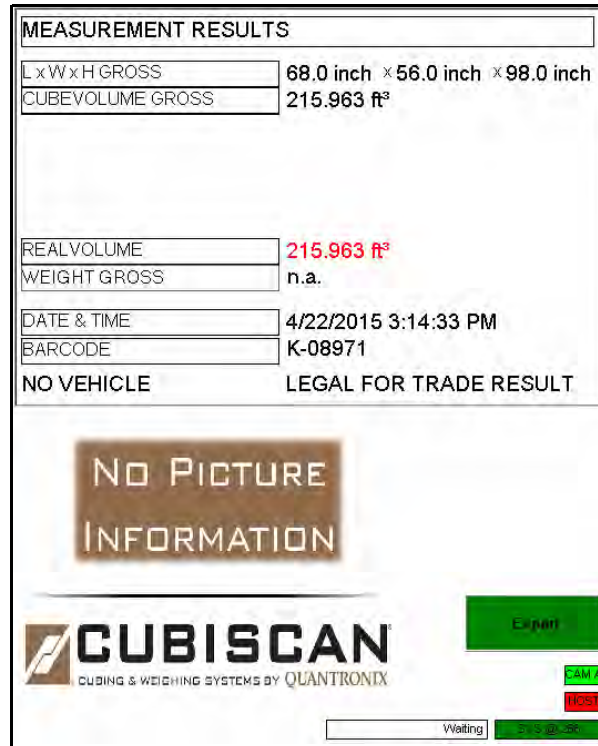 MEASUREMENT RESULTS
L x W x H GROSS 68.0 inch x 56.0 inch x 98.0 inch
CUBEVOLUME GROSS 215.963 ft³
REALVOLUME 215.963 ft³
WEIGHT GROSS n.a.
DATE & TIME 4/22/2015 3:14:33 PM
BARCODE K-08971
NO VEHICLE LEGAL FOR TRADE RESULT
NO PICTURE
INFORMATION
CUBISCAN
CUBING & WEIGHING SYSTEMS BY QUANTRONIX
Export
CAM A
HOST
Waiting